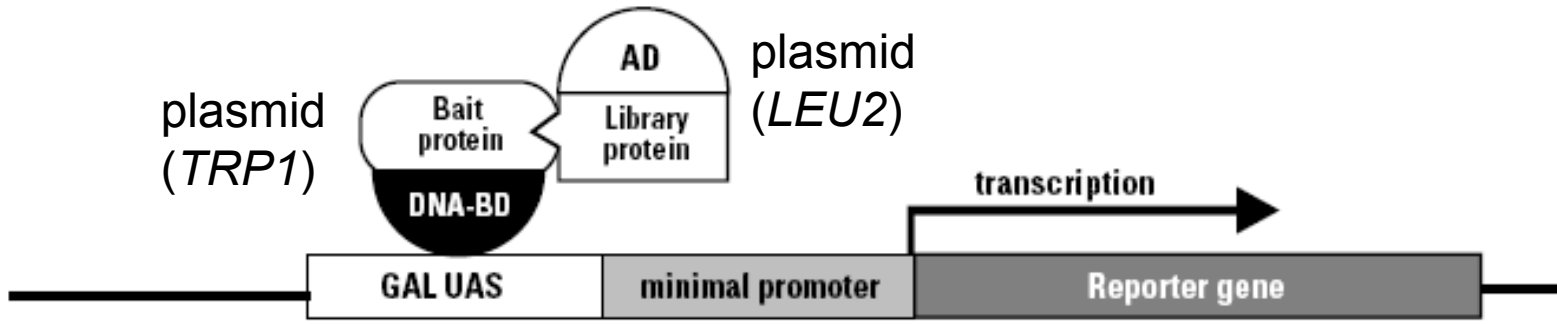 plasmid
(TRP1)
Bait
protein
DNA-BD
AD
Library
protein
plasmid
(LEU2)
transcription
GAL UAS
minimal promoter
Reporter gene